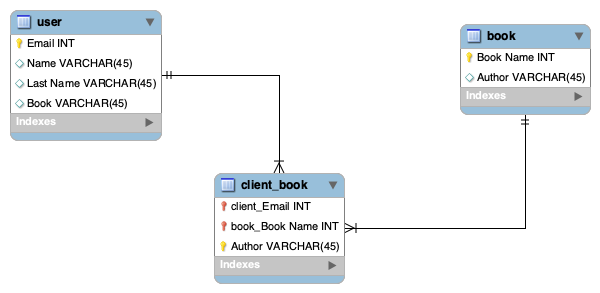 user
Email INT
Name VARCHAR(45)
Last Name VARCHAR(45)
Book VARCHAR(45)
Indexes
book
Book Name INT
Author VARCHAR(45)
Indexes
client_book
client_Email INT
book_Book Name INT
Author VARCHAR(45)
Indexes